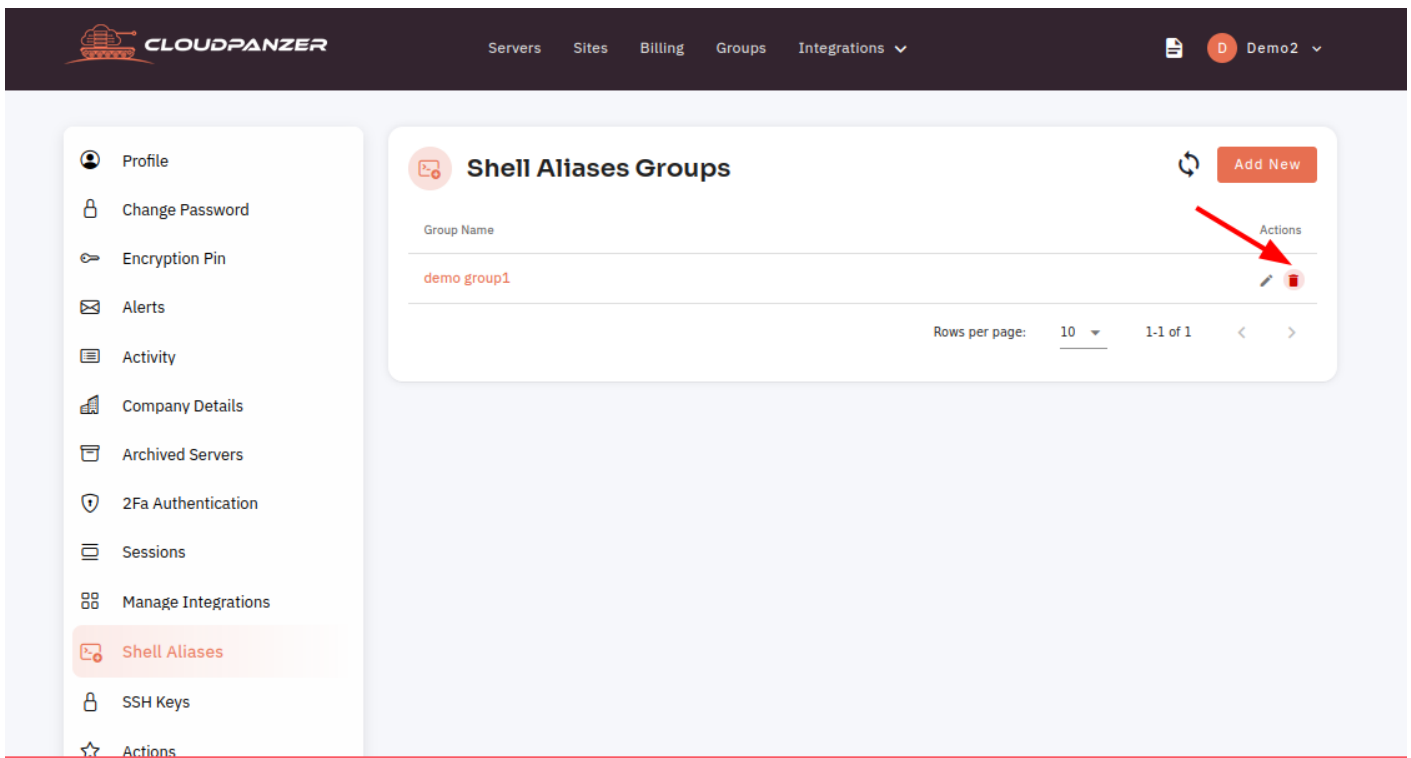 CLOUDPANZER
Servers Sites Billing Groups Integrations
D Demo2
Profile
Change Password
Encryption Pin
Alerts
Activity
Company Details
Archived Servers
2Fa Authentication
Sessions
Manage Integrations
Shell Aliases
SSH Keys
Actions
Shell Aliases Groups
Add New
Group Name Actions
demo group1
Rows per page: 10 1-1 of 1